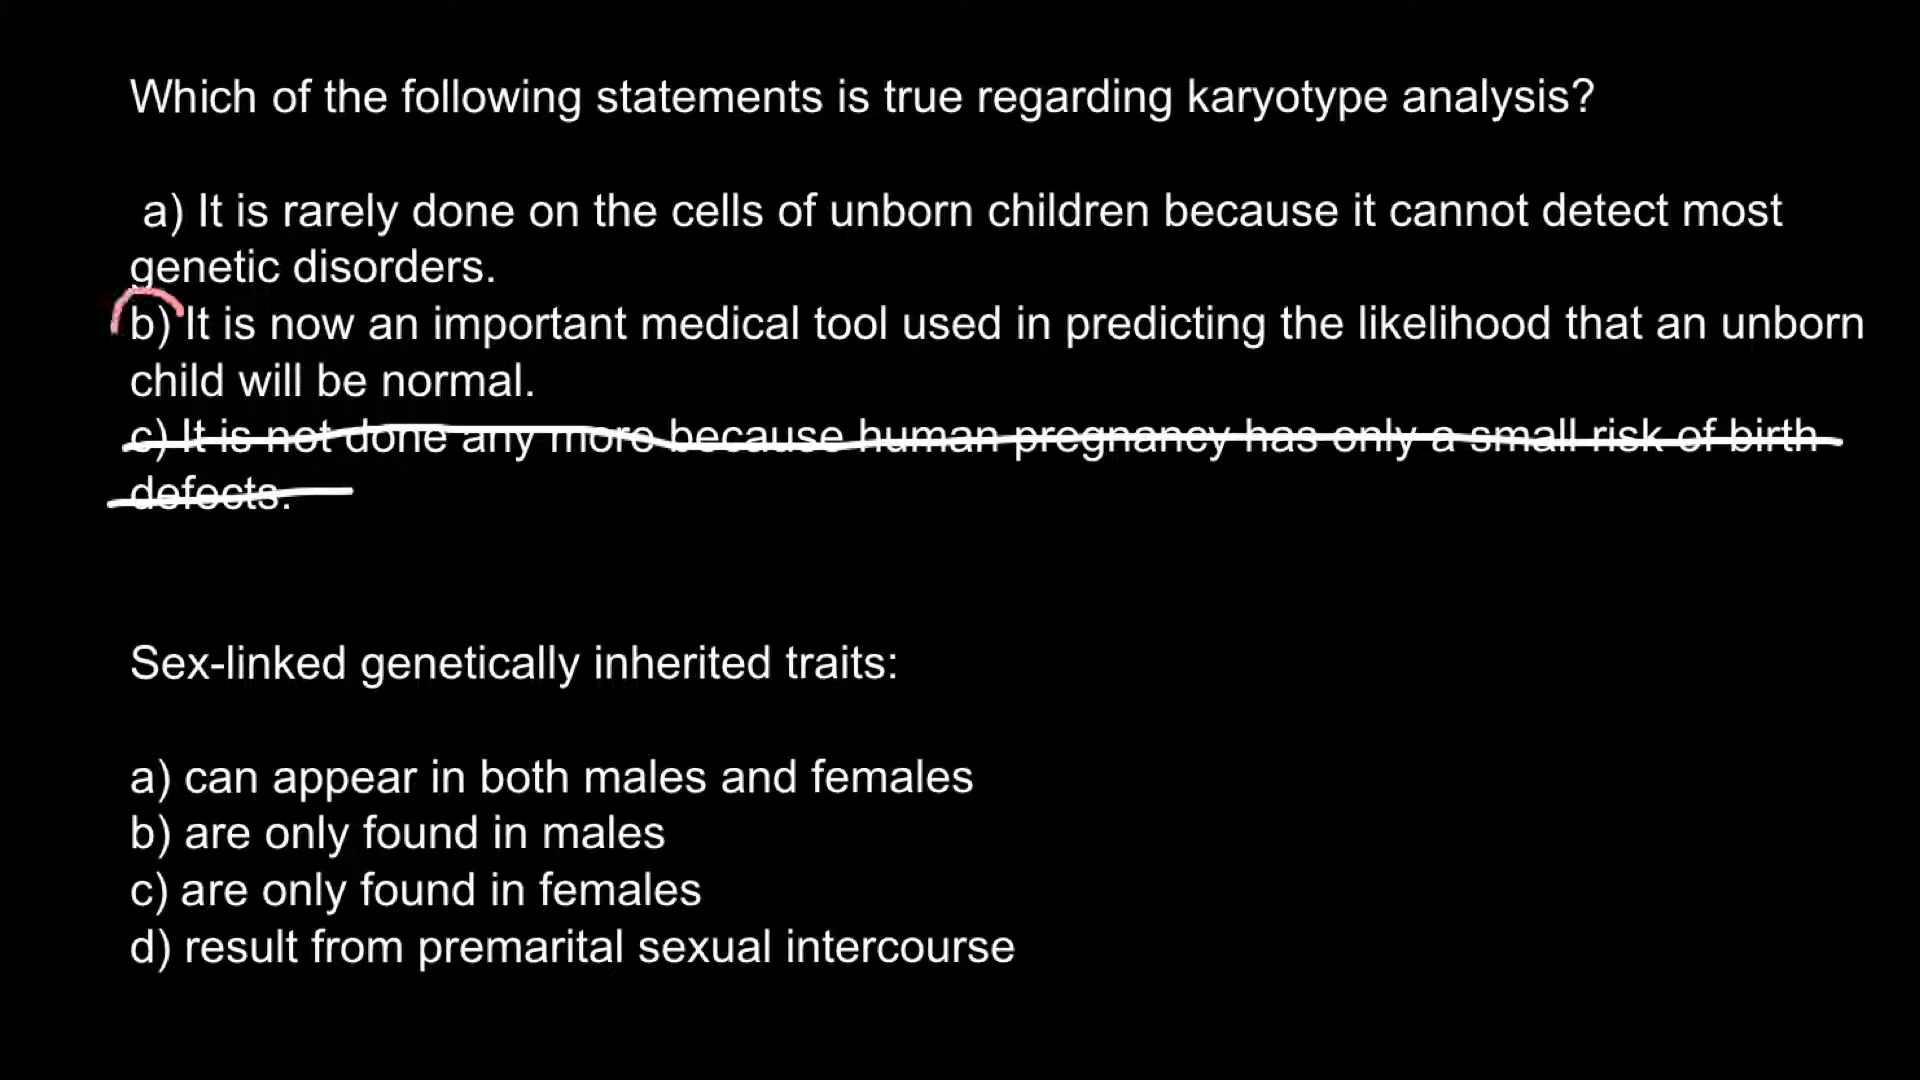 Which of the following statements is true regarding karyotype analysis?
a) It is rarely done on the cells of unborn children because it cannot detect most
genetic disorders.
b) It is now an important medical tool used in predicting the likelihood that an unborn
child will be normal.
c) It is not done any more because human pregnancy has only a small risk of birth
defects.
Sex-linked genetically inherited traits:
a) can appear in both males and females
b) are only found in males
c) are only found in females
d) result from premarital sexual intercourse